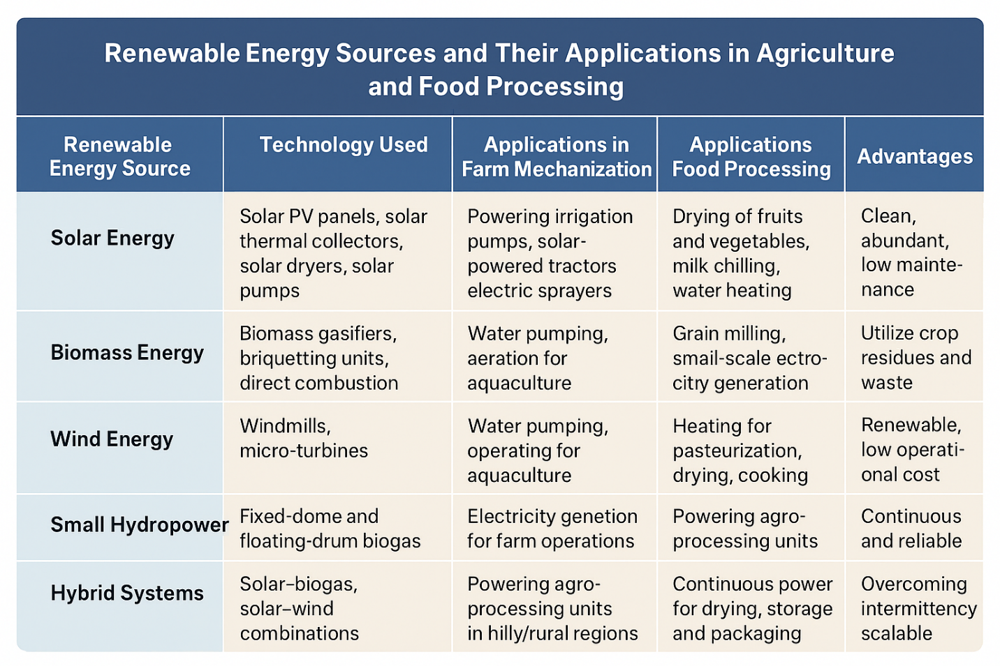 Renewable Energy Sources and Their Applications in Agriculture
and Food Processing
Renewable
Energy Source
Technology Used
Applications in
Farm Mechanization
Applications
Food Processing
Advantages
Solar Energy
Solar PV panels, solar
thermal collectors,
solar dryers, solar
pumps
Powering irrigation
pumps, solar-
powered tractors
electric sprayers
Drying of fruits
and vegetables,
milk chilling,
water heating
Clean,
abundant,
low mainte-
nance
Biomass Energy
Biomass gasifiers,
briquetting units,
direct combustion
Water pumping,
aeration for
aquaculture
Grain milling,
smail-scale ectro-
citry generation
Utilize crop
residues and
waste
Wind Energy
Windmills,
micro-turbines
Water pumping,
operating for
aquaculture
Heating for
pasteurization,
drying, cooking
Renewable,
low operati-
onal cost
Small Hydropower
Fixed-dome and
floating-drum biogas
Electricity genetion
for farm operations
Powering agro-
processing units
Continuous
and reliable
Hybrid Systems
Solar–biogas,
solar–wind
combinations
Powering agro-
processing units
in hilly/rural regions
Continuous power
for drying, storage
and packaging
Overcoming
intermittency
scalable